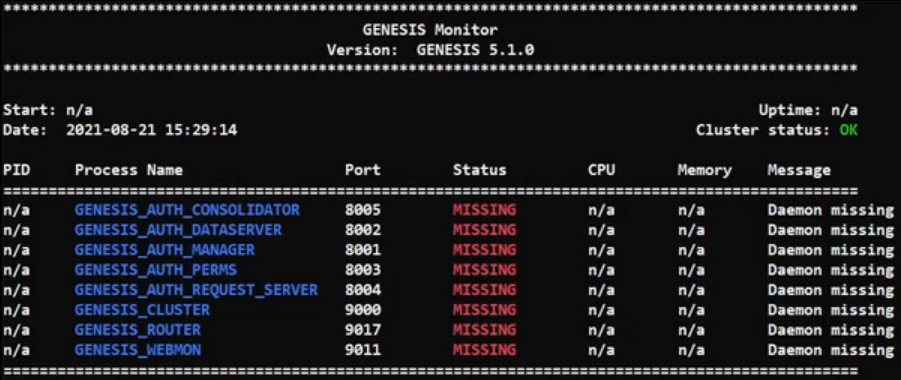 ***********************************************************************************************
GENESIS Monitor
Version: GENESIS 5.1.0
***********************************************************************************************
Start: n/a Uptime: n/a
Date: 2021-08-21 15:29:14 Cluster status: OK
PID Process Name Port Status CPU Memory Message
===============================================================================================
n/a GENESIS_AUTH_CONSOLIDATOR 8005 MISSING n/a n/a Daemon missing
n/a GENESIS_AUTH_DATASERVER 8002 MISSING n/a n/a Daemon missing
n/a GENESIS_AUTH_MANAGER 8001 MISSING n/a n/a Daemon missing
n/a GENESIS_AUTH_PERMS 8003 MISSING n/a n/a Daemon missing
n/a GENESIS_AUTH_REQUEST_SERVER 8004 MISSING n/a n/a Daemon missing
n/a GENESIS_CLUSTER 9000 MISSING n/a n/a Daemon missing
n/a GENESIS_ROUTER 9017 MISSING n/a n/a Daemon missing
n/a GENESIS_WEBMON 9011 MISSING n/a n/a Daemon missing
===============================================================================================